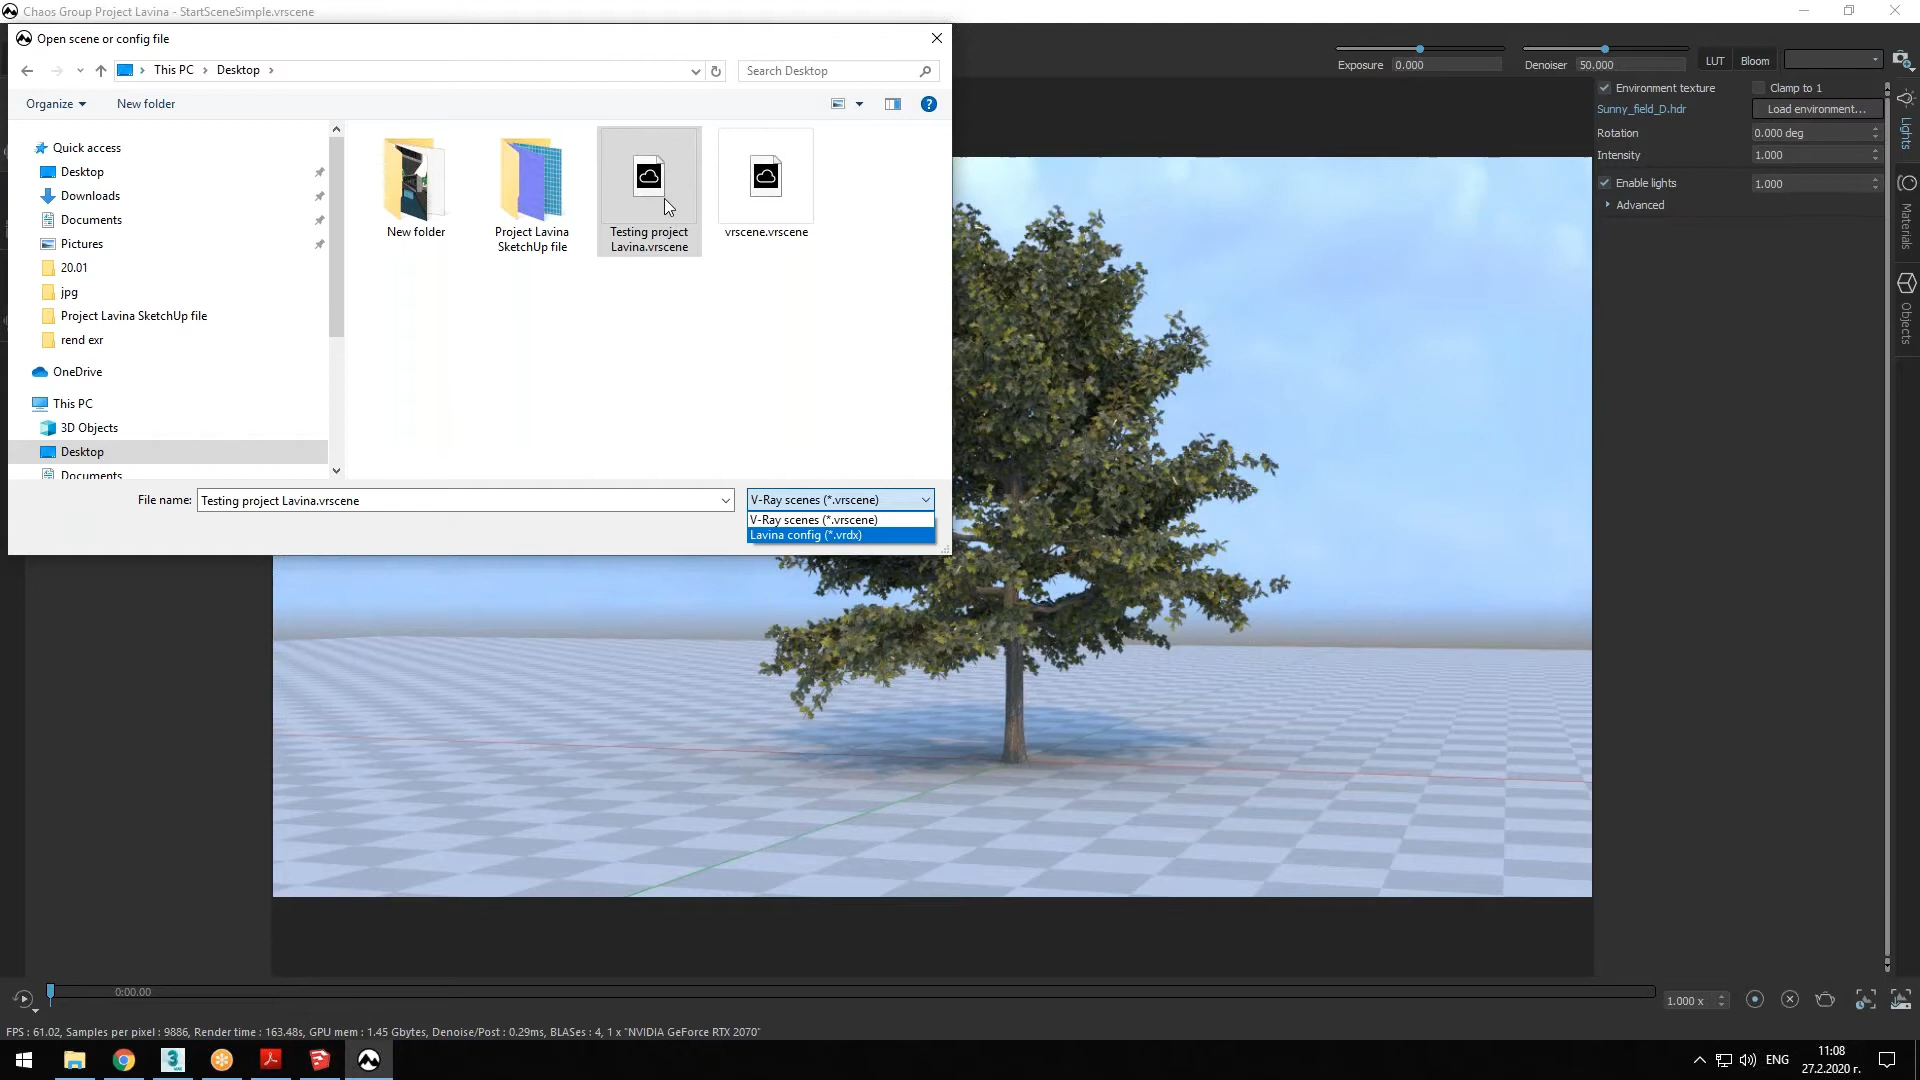 Chaos Group Project Lavina - StartSceneSimple.vrscene
Open scene or config file
This PC
Desktop
Search Desktop
Organize
New folder
Quick access
Desktop
Downloads
Documents
Pictures
20.01
jpg
Project Lavina SketchUp file
rend exr
OneDrive
This PC
3D Objects
Desktop
Documents
New folder
Project Lavina
SketchUp file
Testing project
Lavina.vrscene
vrscene.vrscene
File name:
Testing project Lavina.vrscene
V-Ray scenes (*.vrscene)
V-Ray scenes (*.vrscene)
Lavina config (*.vrdx)
Exposure 0.000
Denoiser 50.000
LUT
Bloom
Environment texture
Clamp to 1
Sunny_field_D.hdr
Load environment...
Rotation
0.000 deg
Intensity
1.000
Enable lights
1.000
Advanced
Lights
Materials
Objects
0:00.00
1.000 x
FPS : 61.02, Samples per pixel : 9886, Render time : 163.48s, GPU mem : 1.45 Gbytes, Denoise/Post : 0.29ms, BLASes : 4, 1 x "NVIDIA GeForce RTX 2070"
ENG
11:08
27.2.2020 г.